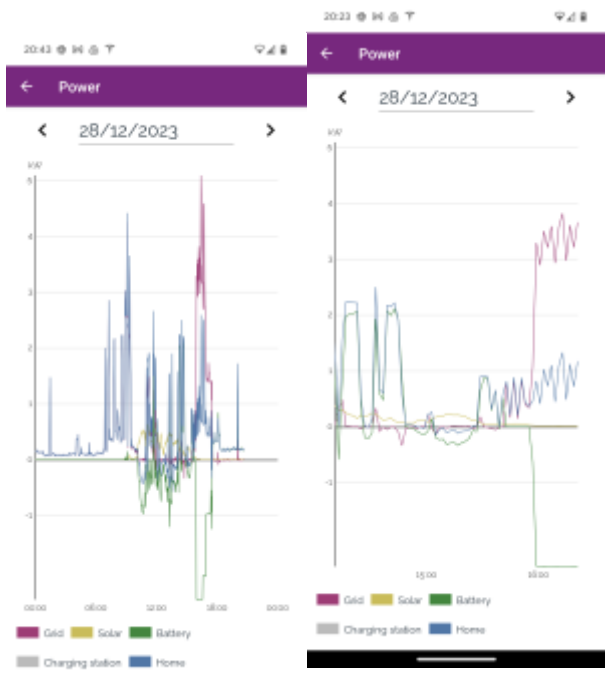 20:43
Power
28/12/2023
kW
5
4
3
2
1
0
-1
00:00 06:00 12:00 18:00 00:00
Grid Solar Battery
Charging station Home
20:23
Power
28/12/2023
kW
5
4
3
2
1
0
-1
15:00 16:00
Grid Solar Battery
Charging station Home